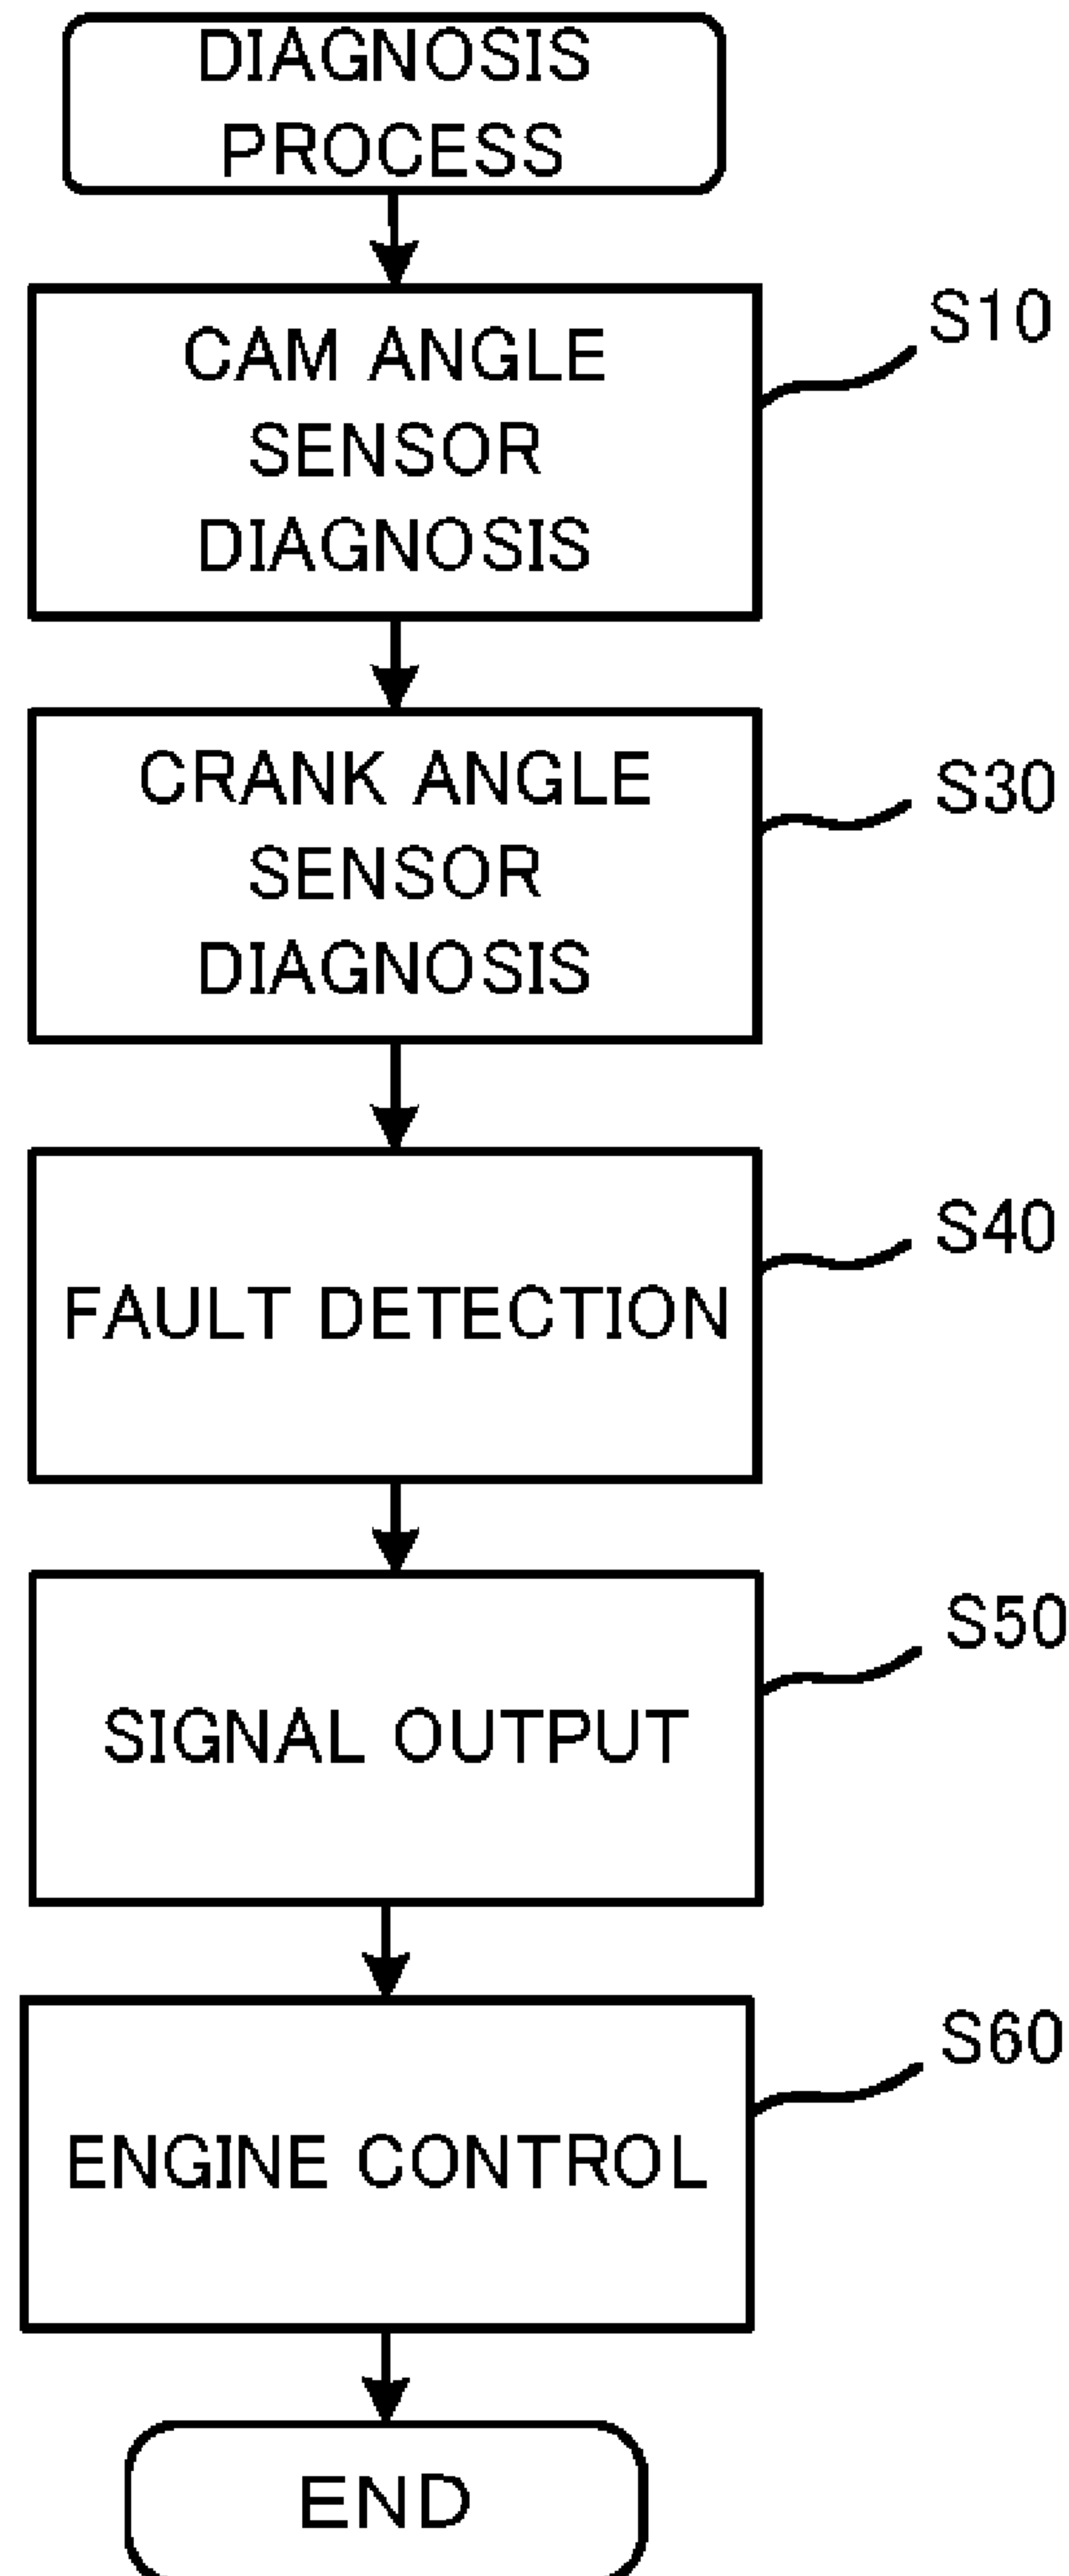 DIAGNOSIS
PROCESS
S10
CAM ANGLE
SENSOR
DIAGNOSIS
S30
CRANK ANGLE
SENSOR
DIAGNOSIS
S40
FAULT DETECTION
S50
SIGNAL OUTPUT
S60
ENGINE CONTROL
END